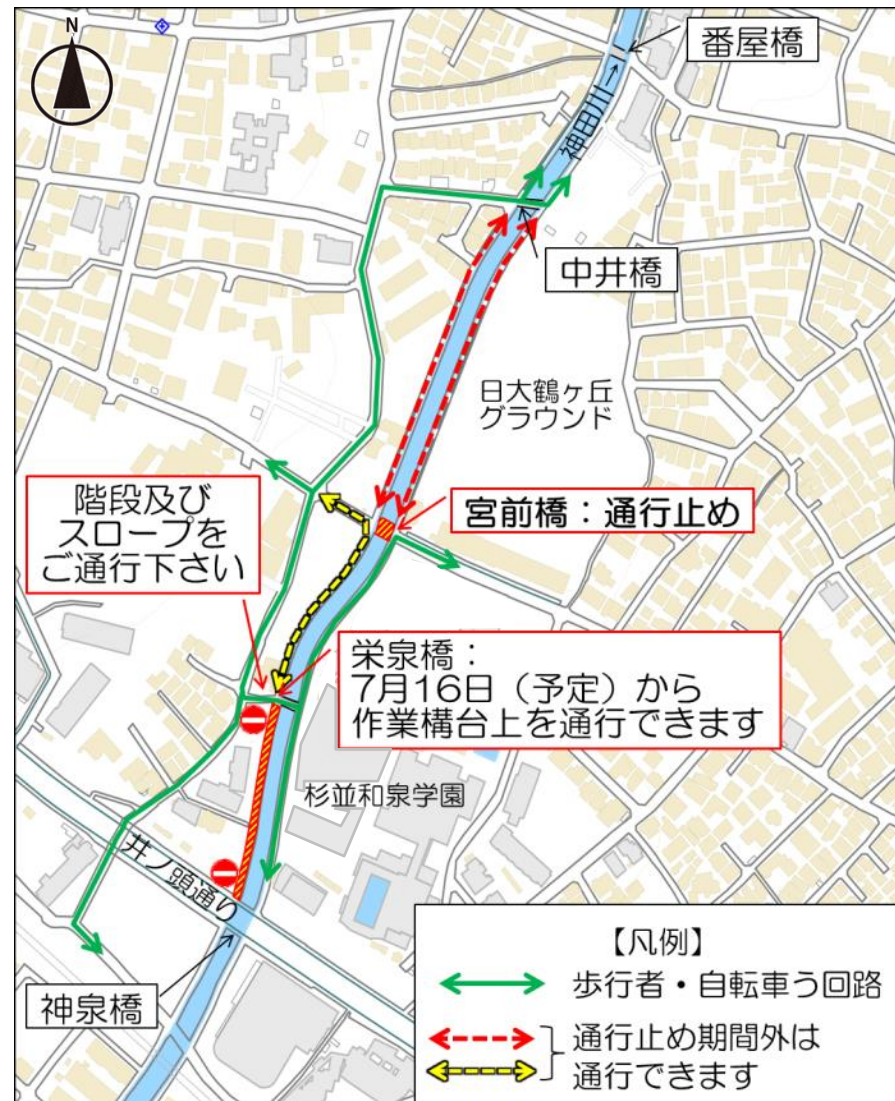 N
番屋橋
神田川→
中井橋
日大鶴ヶ丘
グラウンド
階段及び
スロープを
ご通行下さい
宮前橋：通行止め
栄泉橋：
7月16日（予定）から
作業構台上を通行できます
杉並和泉学園
井ノ頭通り
神泉橋
【凡例】
歩行者・自転車う回路
通行止め期間外は
通行できます